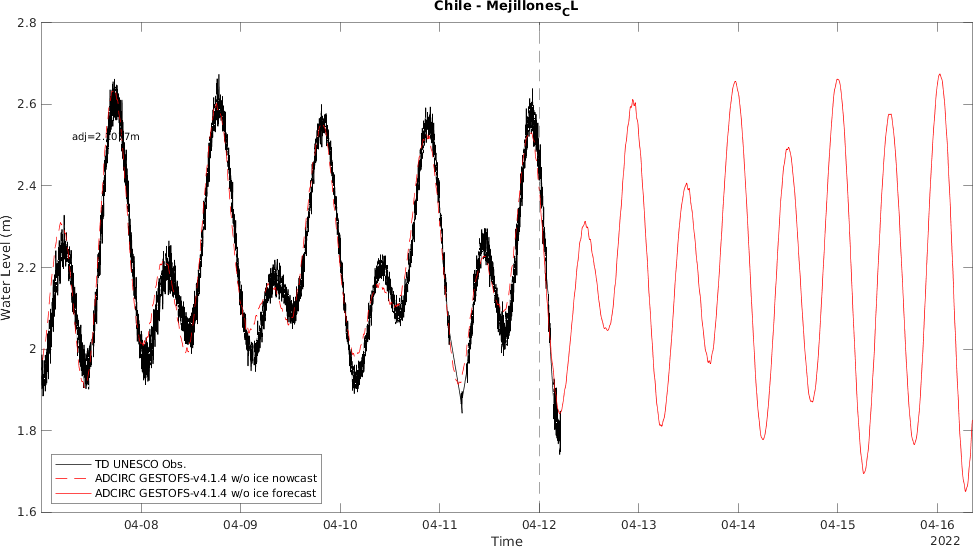 Chile - Mejillones_CL
2.8
2.6
2.4
2.2
2
1.8
1.6
Water Level (m)
TD UNESCO Obs.
ADCIRC GESTOFS-v4.1.4 w/o ice nowcast
ADCIRC GESTOFS-v4.1.4 w/o ice forecast
04-08 04-09 04-10 04-11 04-12 04-13 04-14 04-15 04-16
Time
2022